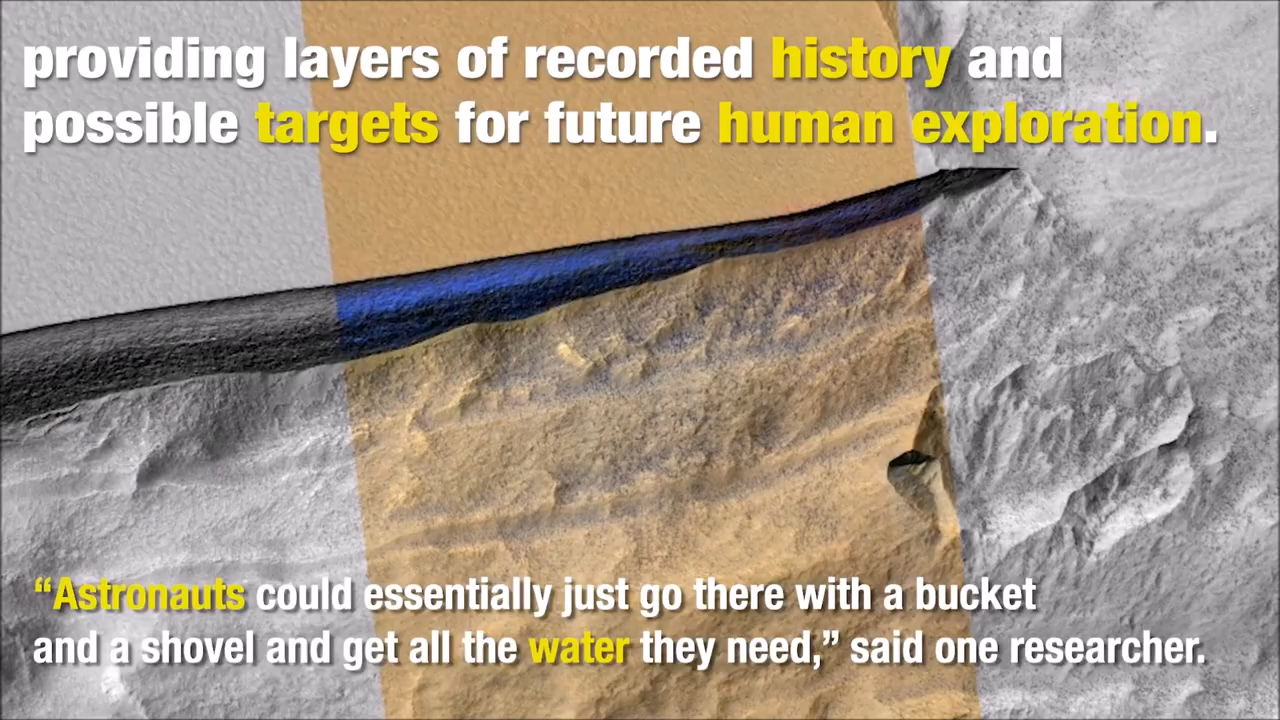 providing layers of recorded history and
possible targets for future human exploration.
“Astronauts could essentially just go there with a bucket
and a shovel and get all the water they need,” said one researcher.